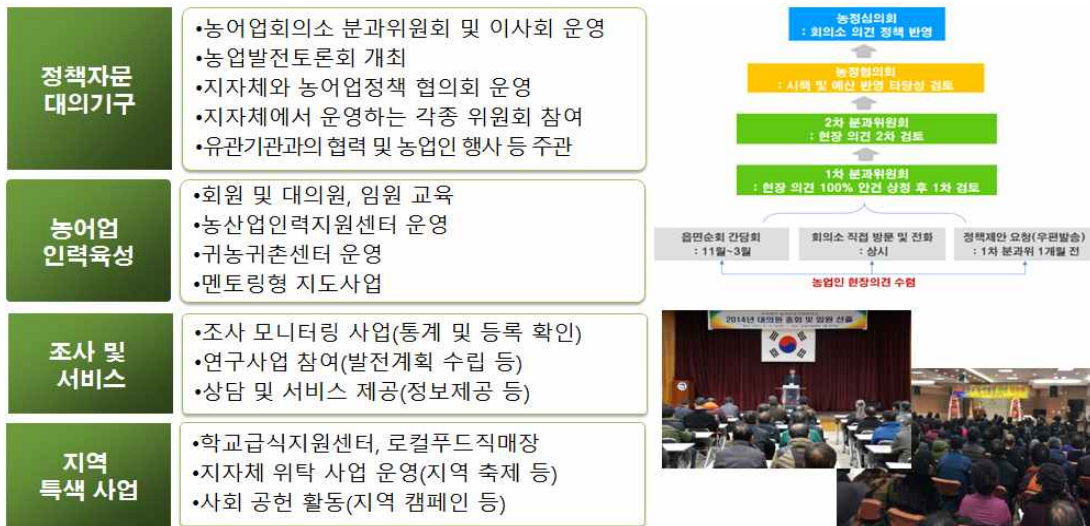 정책자문
대의기구
•농어업회의소 분과위원회 및 이사회 운영
•농업발전토론회 개최
•지자체와 농어업정책 협의회 운영
•지자체에서 운영하는 각종 위원회 참여
•유관기관과의 협력 및 농업인 행사 등 주관
농어업
인력육성
•회원 및 대의원, 임원 교육
•농산업인력지원센터 운영
•귀농귀촌센터 운영
•멘토링형 지도사업
조사 및
서비스
•조사 모니터링 사업(통계 및 등록 확인)
•연구사업 참여(발전계획 수립 등)
•상담 및 서비스 제공(정보제공 등)
지역
특색 사업
•학교급식지원센터, 로컬푸드직매장
•지자체 위탁 사업 운영(지역 축제 등)
•사회 공헌 활동(지역 캠페인 등)
농정심의회
: 회의소 의견 정책 반영
농정협의회
: 시책 및 예산 반영 타당성 검토
2차 분과위원회
: 현장 의견 2차 검토
1차 분과위원회
: 현장 의견 100% 안건 상정 후 1차 검토
읍면순회 간담회
: 11월~3월
회의소 직접 방문 및 전화
: 상시
정책제안 요청(우편발송)
: 1차 분과위 1개월 전
농업인 현장의견 수렴
2014년 대의원 총회 및 임원 선출